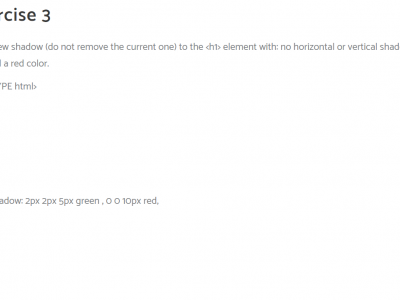 rcise 3
ew shadow (do not remove the current one) to the <h1> element with: no horizontal or vertical shad
a red color.
PE html>
adow: 2px 2px 5px green , 0 0 10px red,